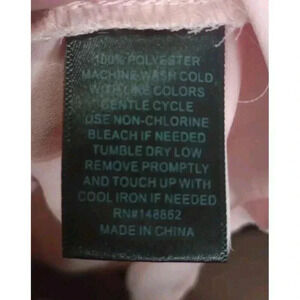 100% POLYESTER
MACHINE WASH COLD
WITH LIKE COLORS
GENTLE CYCLE
USE NON-CHLORINE
BLEACH IF NEEDED
TUMBLE DRY LOW
REMOVE PROMPTLY
AND TOUCH UP WITH
COOL IRON IF NEEDED
RN#148862
MADE IN CHINA